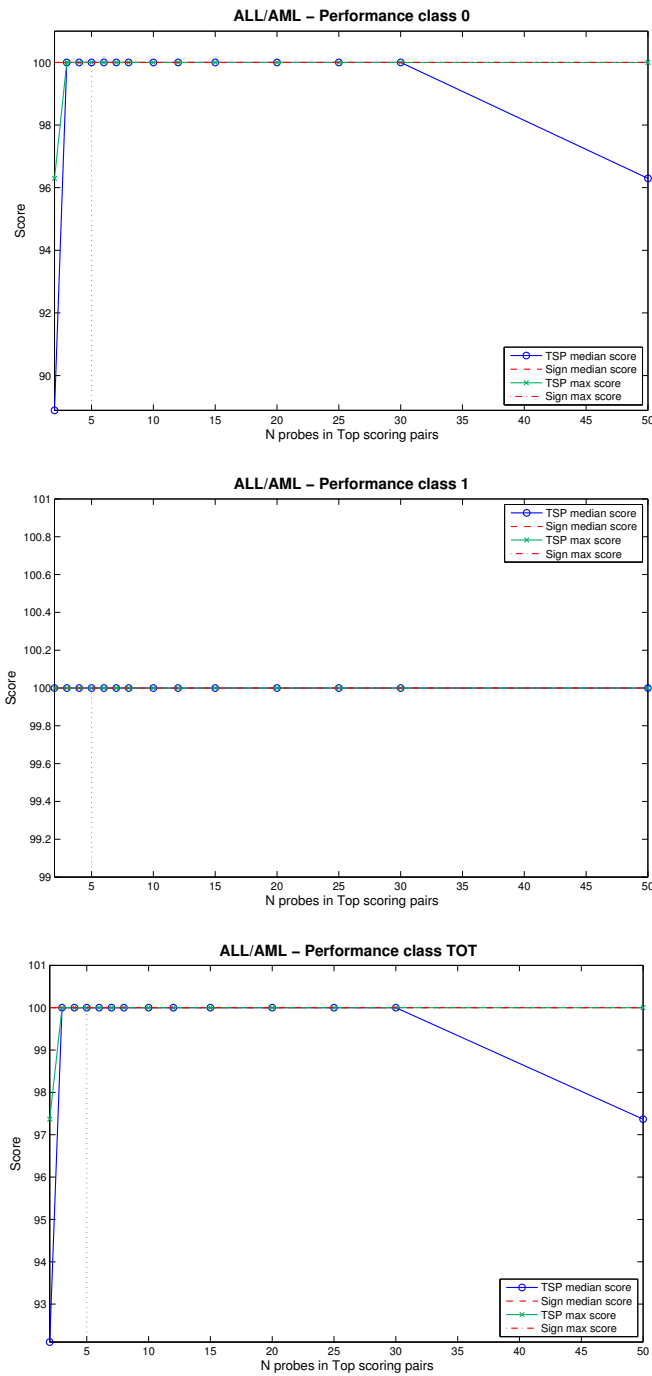 ALL/AML – Performance class 0
100
98
96
94
92
90
Score
5 10 15 20 25 30 35 40 45 50
N probes in Top scoring pairs
TSP median score
Sign median score
TSP max score
Sign max score
ALL/AML – Performance class 1
101
100.8
100.6
100.4
100.2
100
99.8
99.6
99.4
99.2
99
Score
5 10 15 20 25 30 35 40 45 50
N probes in Top scoring pairs
TSP median score
Sign median score
TSP max score
Sign max score
ALL/AML – Performance class TOT
101
100
99
98
97
96
95
94
93
Score
5 10 15 20 25 30 35 40 45 50
N probes in Top scoring pairs
TSP median score
Sign median score
TSP max score
Sign max score